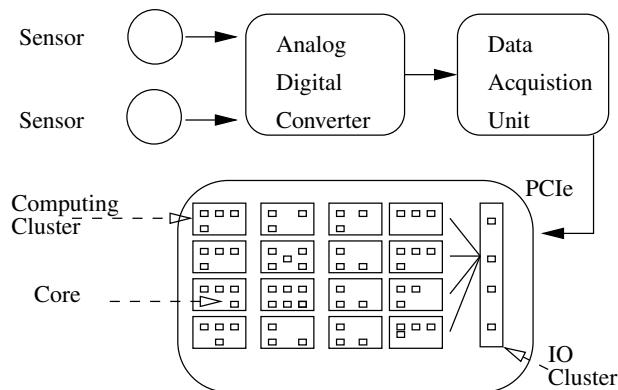 Sensor
Sensor
Analog
Digital
Converter
Data
Acquistion
Unit
PCIe
Computing
Cluster
Core
IO
Cluster